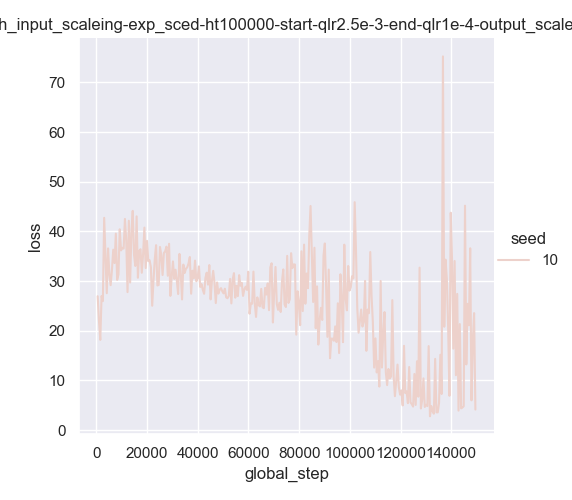 h_input_scaleing-exp_sced-ht100000-start-qlr2.5e-3-end-qlr1e-4-output_scale
70
60
50
40
30
20
10
0
loss
seed
10
0 20000 40000 60000 80000 100000 120000 140000
global_step